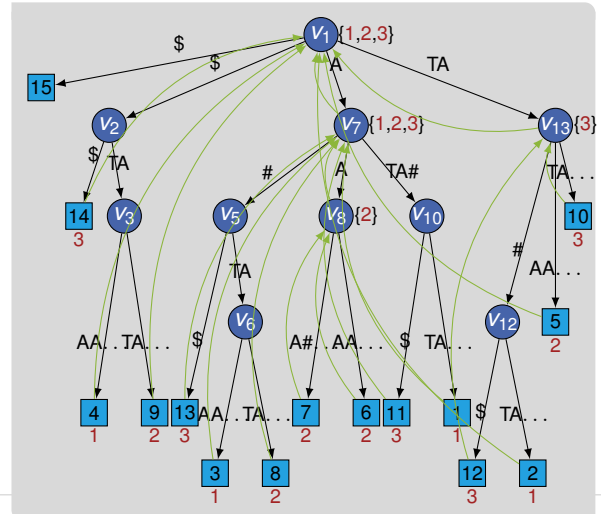 v1 {1,2,3}
$ $ A TA
15
v2 v7 {1,2,3} v13 {3}
$ TA # A TA# TA...
14 v3 v5 v8 {2} v10 10
3 3
# AA...
TA
v6 v12 5
2
AA... TA... $ A#... AA... $ TA...
4 9 13 7 6 11 1
1 2 3 2 2 3 1
AA... TA... $ TA...
3 8 12 2
1 2 3 1